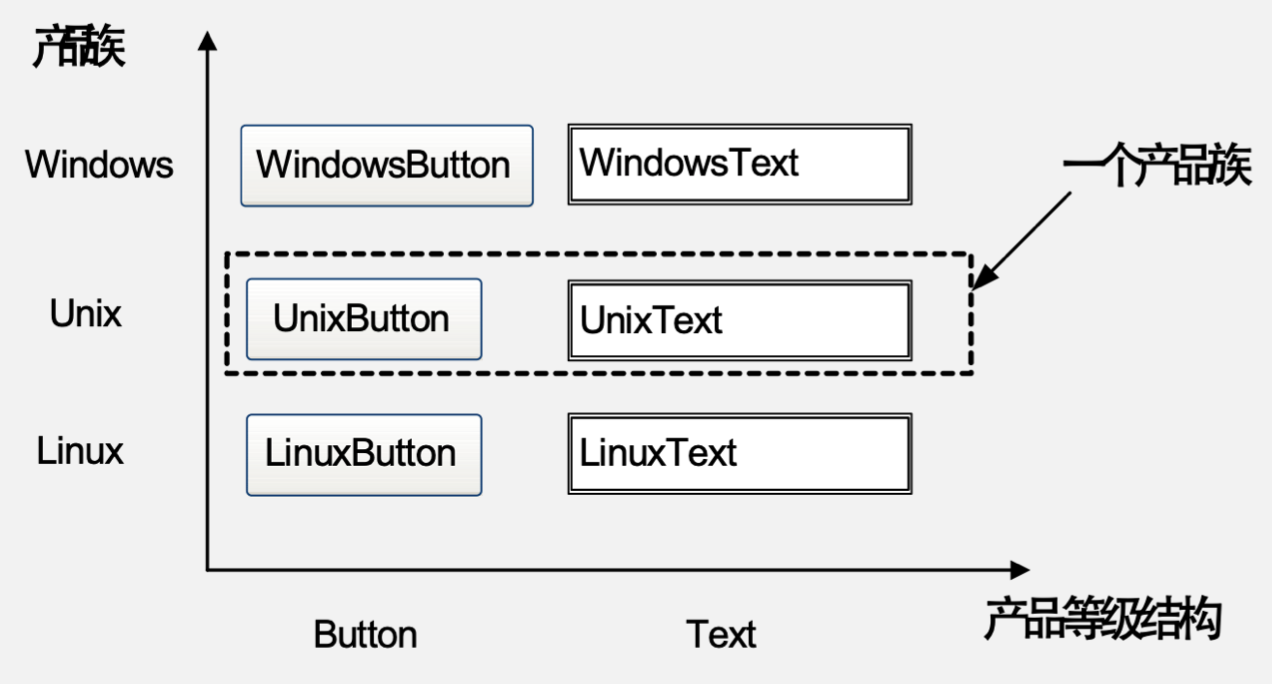 产品族
Windows
WindowsButton
WindowsText
一个产品族
Unix
UnixButton
UnixText
Linux
LinuxButton
LinuxText
产品等级结构
Button
Text